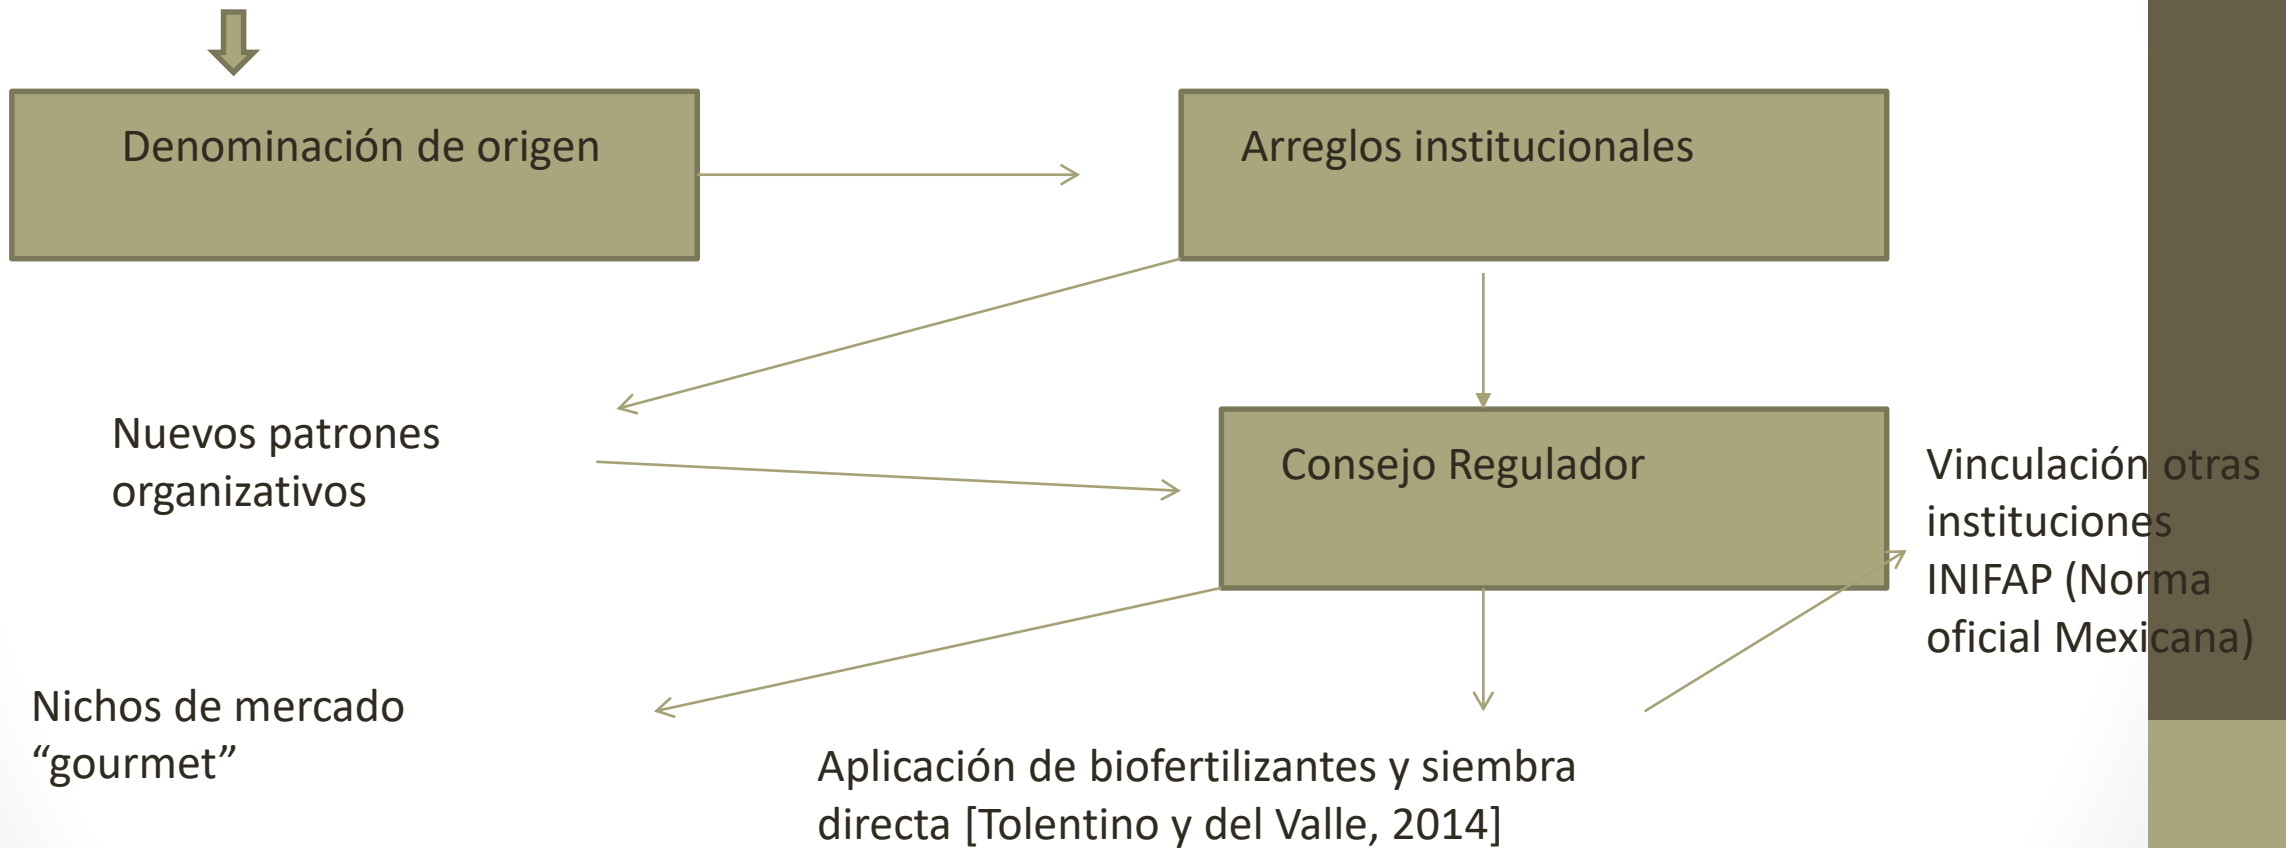 Denominación de origen
Arreglos institucionales
Nuevos patrones
organizativos
Consejo Regulador
Vinculación otras
instituciones
INIFAP (Norma
oficial Mexicana)
Nichos de mercado
“gourmet”
Aplicación de biofertilizantes y siembra
directa [Tolentino y del Valle, 2014]